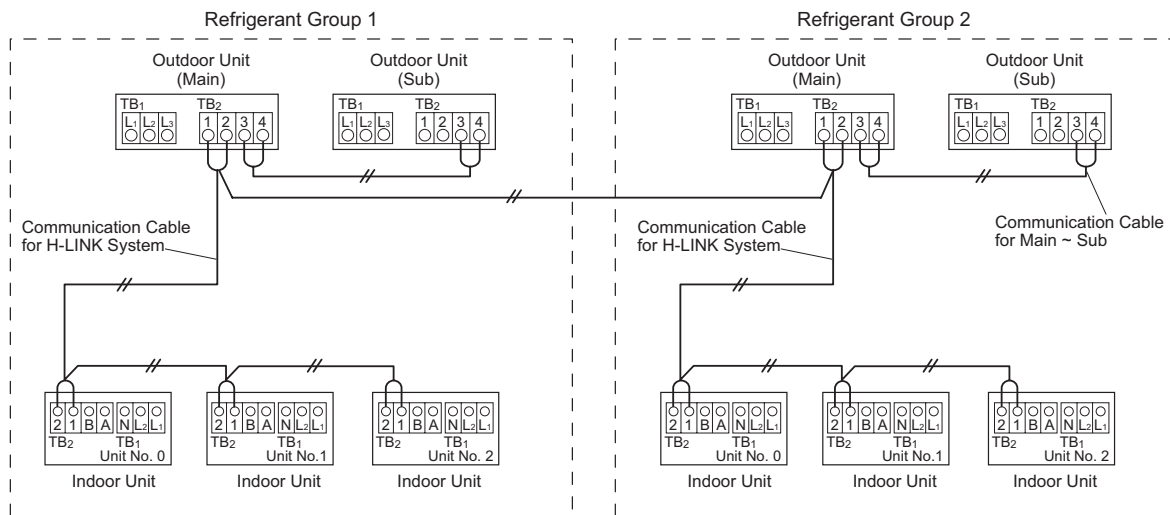 Refrigerant Group 1
Outdoor Unit
(Main)
TB1
TB2
L1 L2 L3
1 2 3 4
Outdoor Unit
(Sub)
TB1
TB2
L1 L2 L3
1 2 3 4
Communication Cable
for H-LINK System
2 1 B A N L2 L1
TB2
TB1
Unit No. 0
Indoor Unit
2 1 B A N L2 L1
TB2
TB1
Unit No.1
Indoor Unit
2 1 B A N L2 L1
TB2
TB1
Unit No. 2
Indoor Unit
Refrigerant Group 2
Outdoor Unit
(Main)
TB1
TB2
L1 L2 L3
1 2 3 4
Outdoor Unit
(Sub)
TB1
TB2
L1 L2 L3
1 2 3 4
Communication Cable
for H-LINK System
Communication Cable
for Main ~ Sub
2 1 B A N L2 L1
TB2
TB1
Unit No. 0
Indoor Unit
2 1 B A N L2 L1
TB2
TB1
Unit No.1
Indoor Unit
2 1 B A N L2 L1
TB2
TB1
Unit No. 2
Indoor Unit